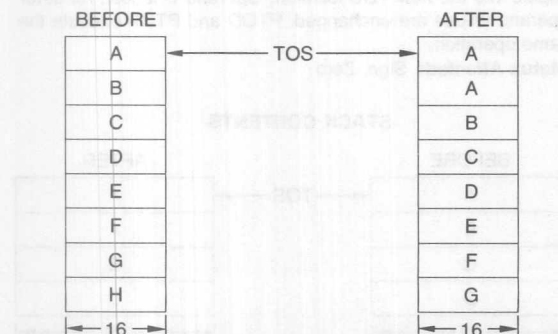 BEFORE AFTER
A TOS A
B A
C B
D C
E D
F E
G F
H G
16 16